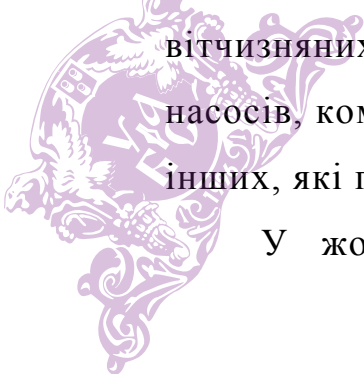 вітчизняних
насосів, ком
інших, які п
У жо